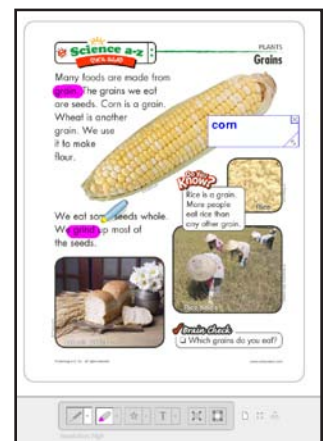 Science a-z
PLANTS
Grains
Many foods are made from
grain. The grains we eat
are seeds. Corn is a grain.
Wheat is another
grain. We use
it to make
flour.
corn
Do You
Know?
Rice is a grain.
More people
eat rice than
any other grain.
Rice
We eat some seeds whole.
We grind up most of
the seeds.
Brain Check
Which grains do you eat?
T